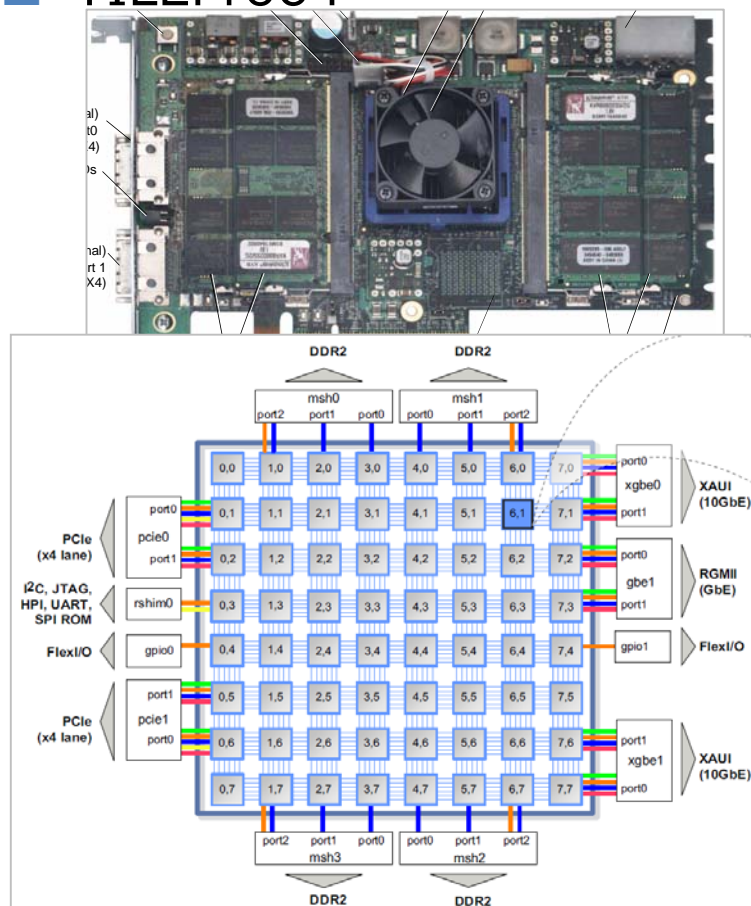 al)
t0
4)
nal)
rt 1
X4)
DDR2 DDR2
msh0 msh1
port2 port1 port0 port0 port1 port2
0,0 1,0 2,0 3,0 4,0 5,0 6,0 7,0 port0
xgbe0 XAUI
(10GbE)
port0 0,1 1,1 2,1 3,1 4,1 5,1 6,1 7,1 port1
PCIe
(x4 lane) pcie0
port1 0,2 1,2 2,2 3,2 4,2 5,2 6,2 7,2 port0
gbe1 RGMII
(GbE)
I²C, JTAG,
HPI, UART,
SPI ROM rshim0 0,3 1,3 2,3 3,3 4,3 5,3 6,3 7,3 port1
FlexI/O gpio0 0,4 1,4 2,4 3,4 4,4 5,4 6,4 7,4 gpio1 FlexI/O
port1 0,5 1,5 2,5 3,5 4,5 5,5 6,5 7,5
PCIe
(x4 lane) pcie1
port0 0,6 1,6 2,6 3,6 4,6 5,6 6,6 7,6 port1
xgbe1 XAUI
(10GbE)
0,7 1,7 2,7 3,7 4,7 5,7 6,7 7,7 port0
port2 port1 port0 port0 port1 port2
msh3 msh2
DDR2 DDR2